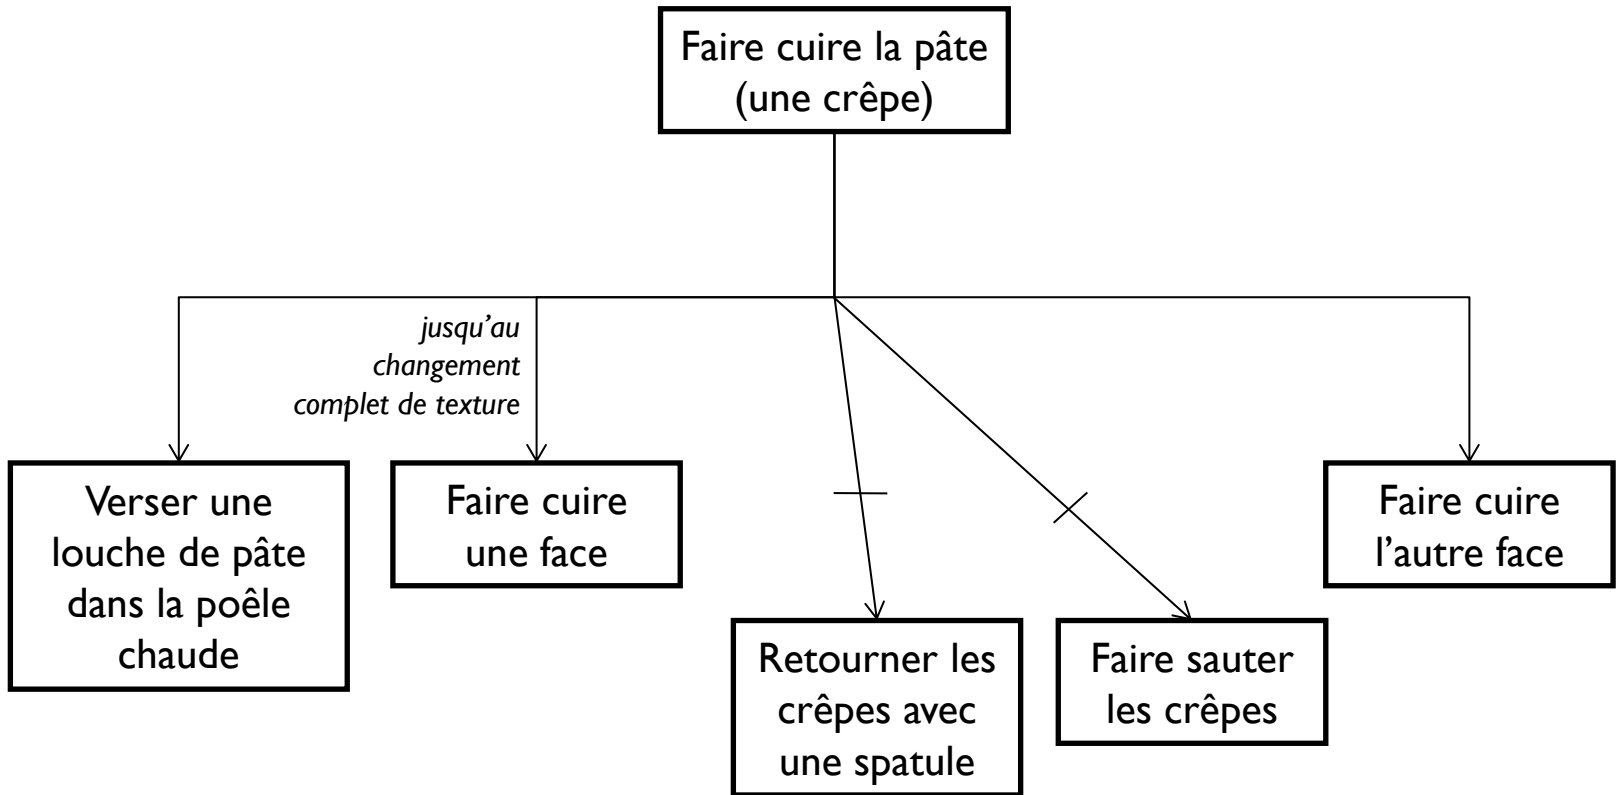 Faire cuire la pâte
(une crêpe)
jusqu’au
changement
complet de texture
Verser une
louche de pâte
dans la poêle
chaude
Faire cuire
une face
Retourner les
crêpes avec
une spatule
Faire sauter
les crêpes
Faire cuire
l’autre face